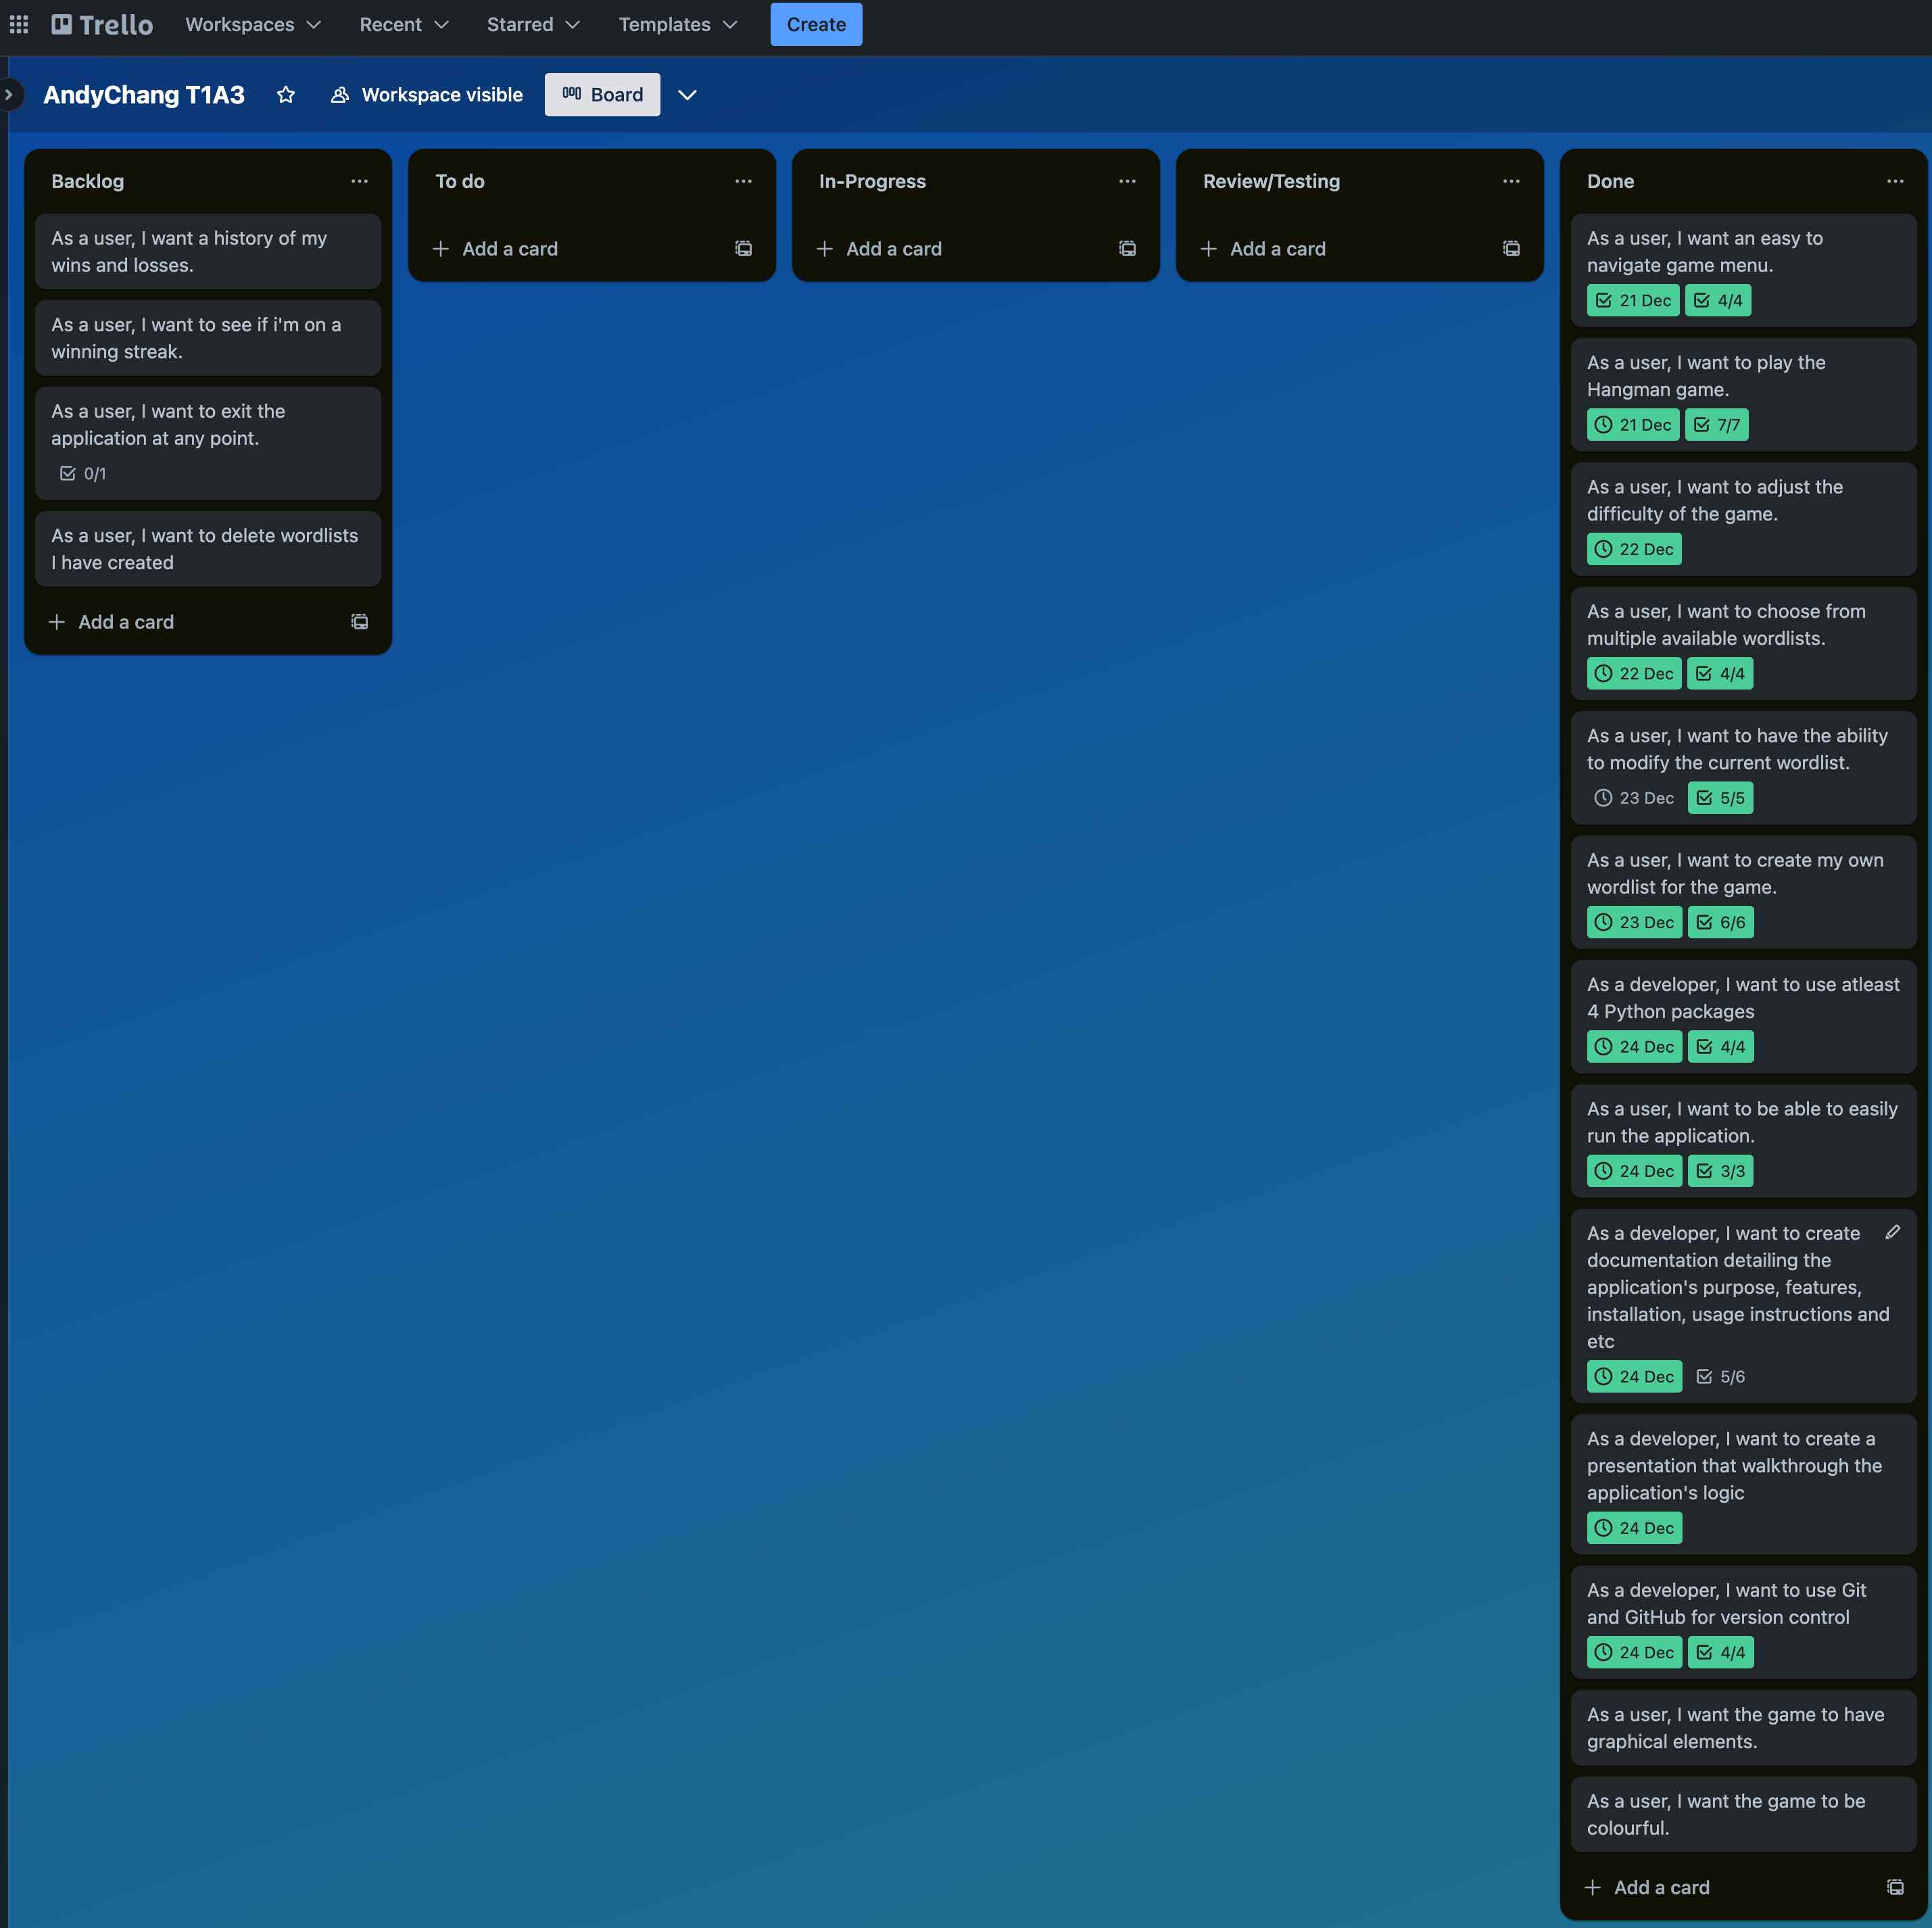 Trello
Workspaces
Recent
Starred
Templates
Create
AndyChang T1A3
Workspace visible
Board
Backlog
As a user, I want a history of my
wins and losses.
As a user, I want to see if i'm on a
winning streak.
As a user, I want to exit the
application at any point.
0/1
As a user, I want to delete wordlists
I have created
Add a card
To do
Add a card
In-Progress
Add a card
Review/Testing
Add a card
Done
As a user, I want an easy to
navigate game menu.
21 Dec 4/4
As a user, I want to play the
Hangman game.
21 Dec 7/7
As a user, I want to adjust the
difficulty of the game.
22 Dec
As a user, I want to choose from
multiple available wordlists.
22 Dec 4/4
As a user, I want to have the ability
to modify the current wordlist.
23 Dec 5/5
As a user, I want to create my own
wordlist for the game.
23 Dec 6/6
As a developer, I want to use atleast
4 Python packages
24 Dec 4/4
As a user, I want to be able to easily
run the application.
24 Dec 3/3
As a developer, I want to create
documentation detailing the
application's purpose, features,
installation, usage instructions and
etc
24 Dec 5/6
As a developer, I want to create a
presentation that walkthrough the
application's logic
24 Dec
As a developer, I want to use Git
and GitHub for version control
24 Dec 4/4
As a user, I want the game to have
graphical elements.
As a user, I want the game to be
colourful.
Add a card